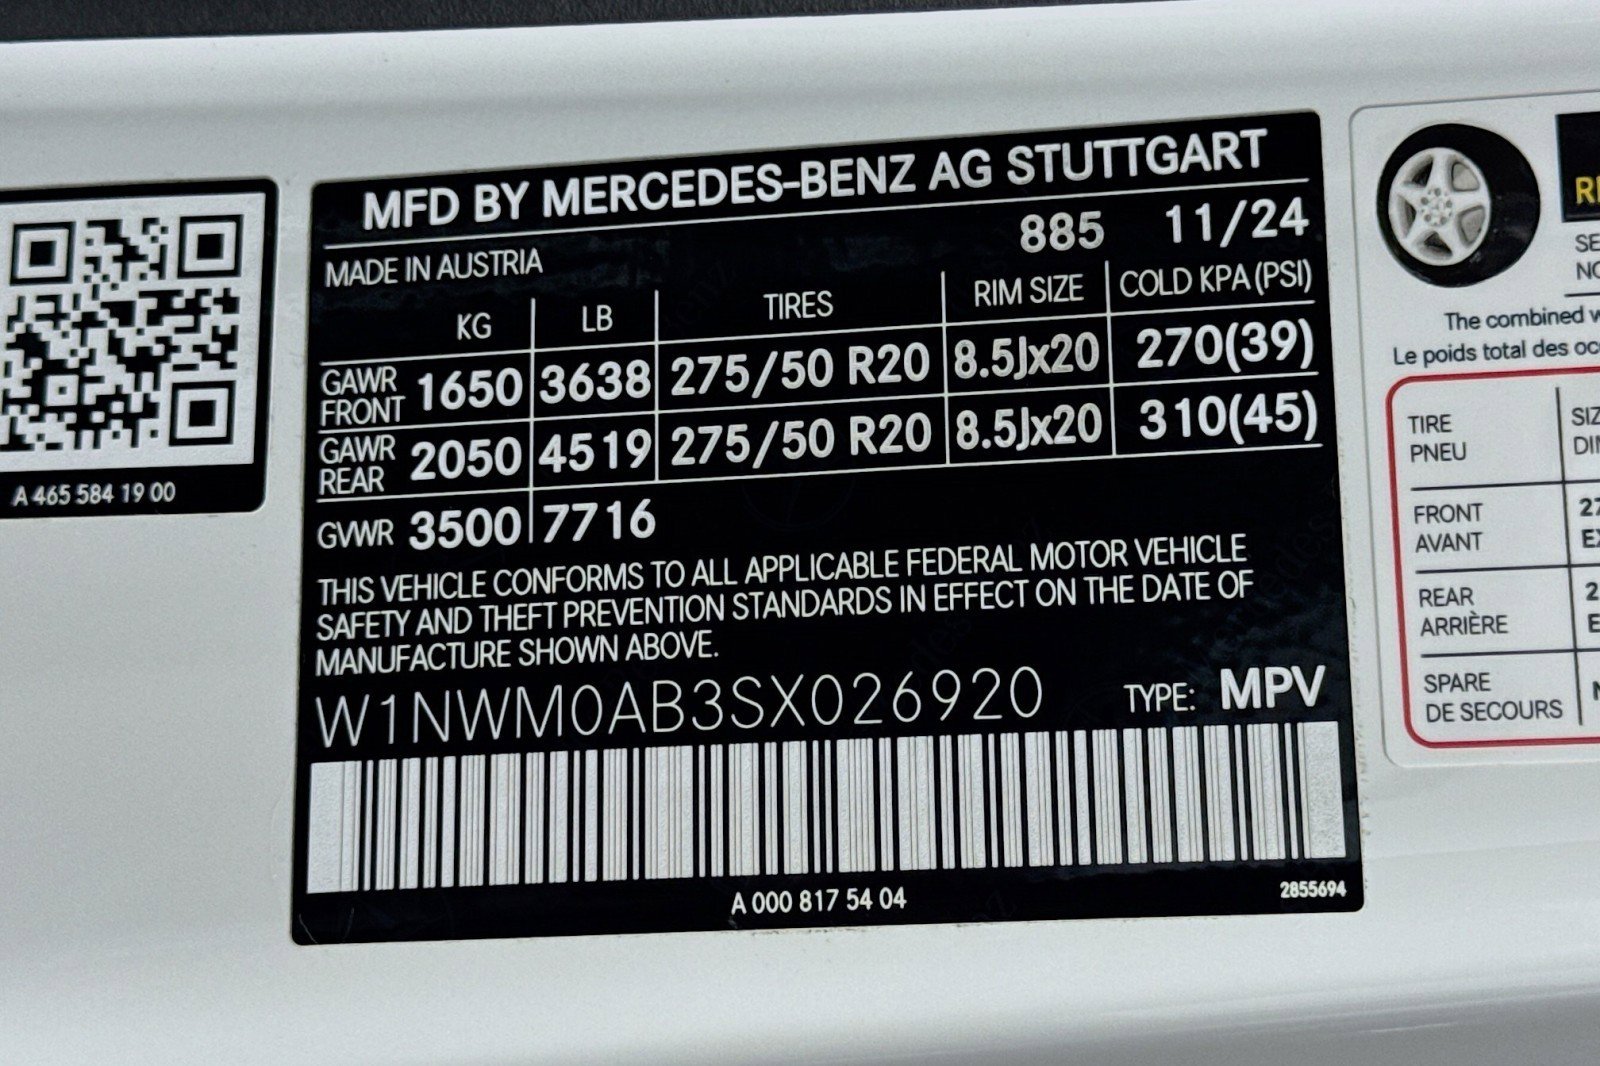 MFD BY MERCEDES-BENZ AG STUTTGART
MADE IN AUSTRIA 885 11/24
KG LB TIRES RIM SIZE COLD KPA (PSI)
GAWR FRONT 1650 3638 275/50 R20 8.5Jx20 270(39)
GAWR REAR 2050 4519 275/50 R20 8.5Jx20 310(45)
GVWR 3500 7716
THIS VEHICLE CONFORMS TO ALL APPLICABLE FEDERAL MOTOR VEHICLE
SAFETY AND THEFT PREVENTION STANDARDS IN EFFECT ON THE DATE OF
MANUFACTURE SHOWN ABOVE.
W1NWM0AB3SX026920 TYPE: MPV
A 000 817 54 04 2855694
A 465 584 19 00
The combined
Le poids total des
TIRE
PNEU
FRONT
AVANT
REAR
ARRIÈRE
SPARE
DE SECOURS